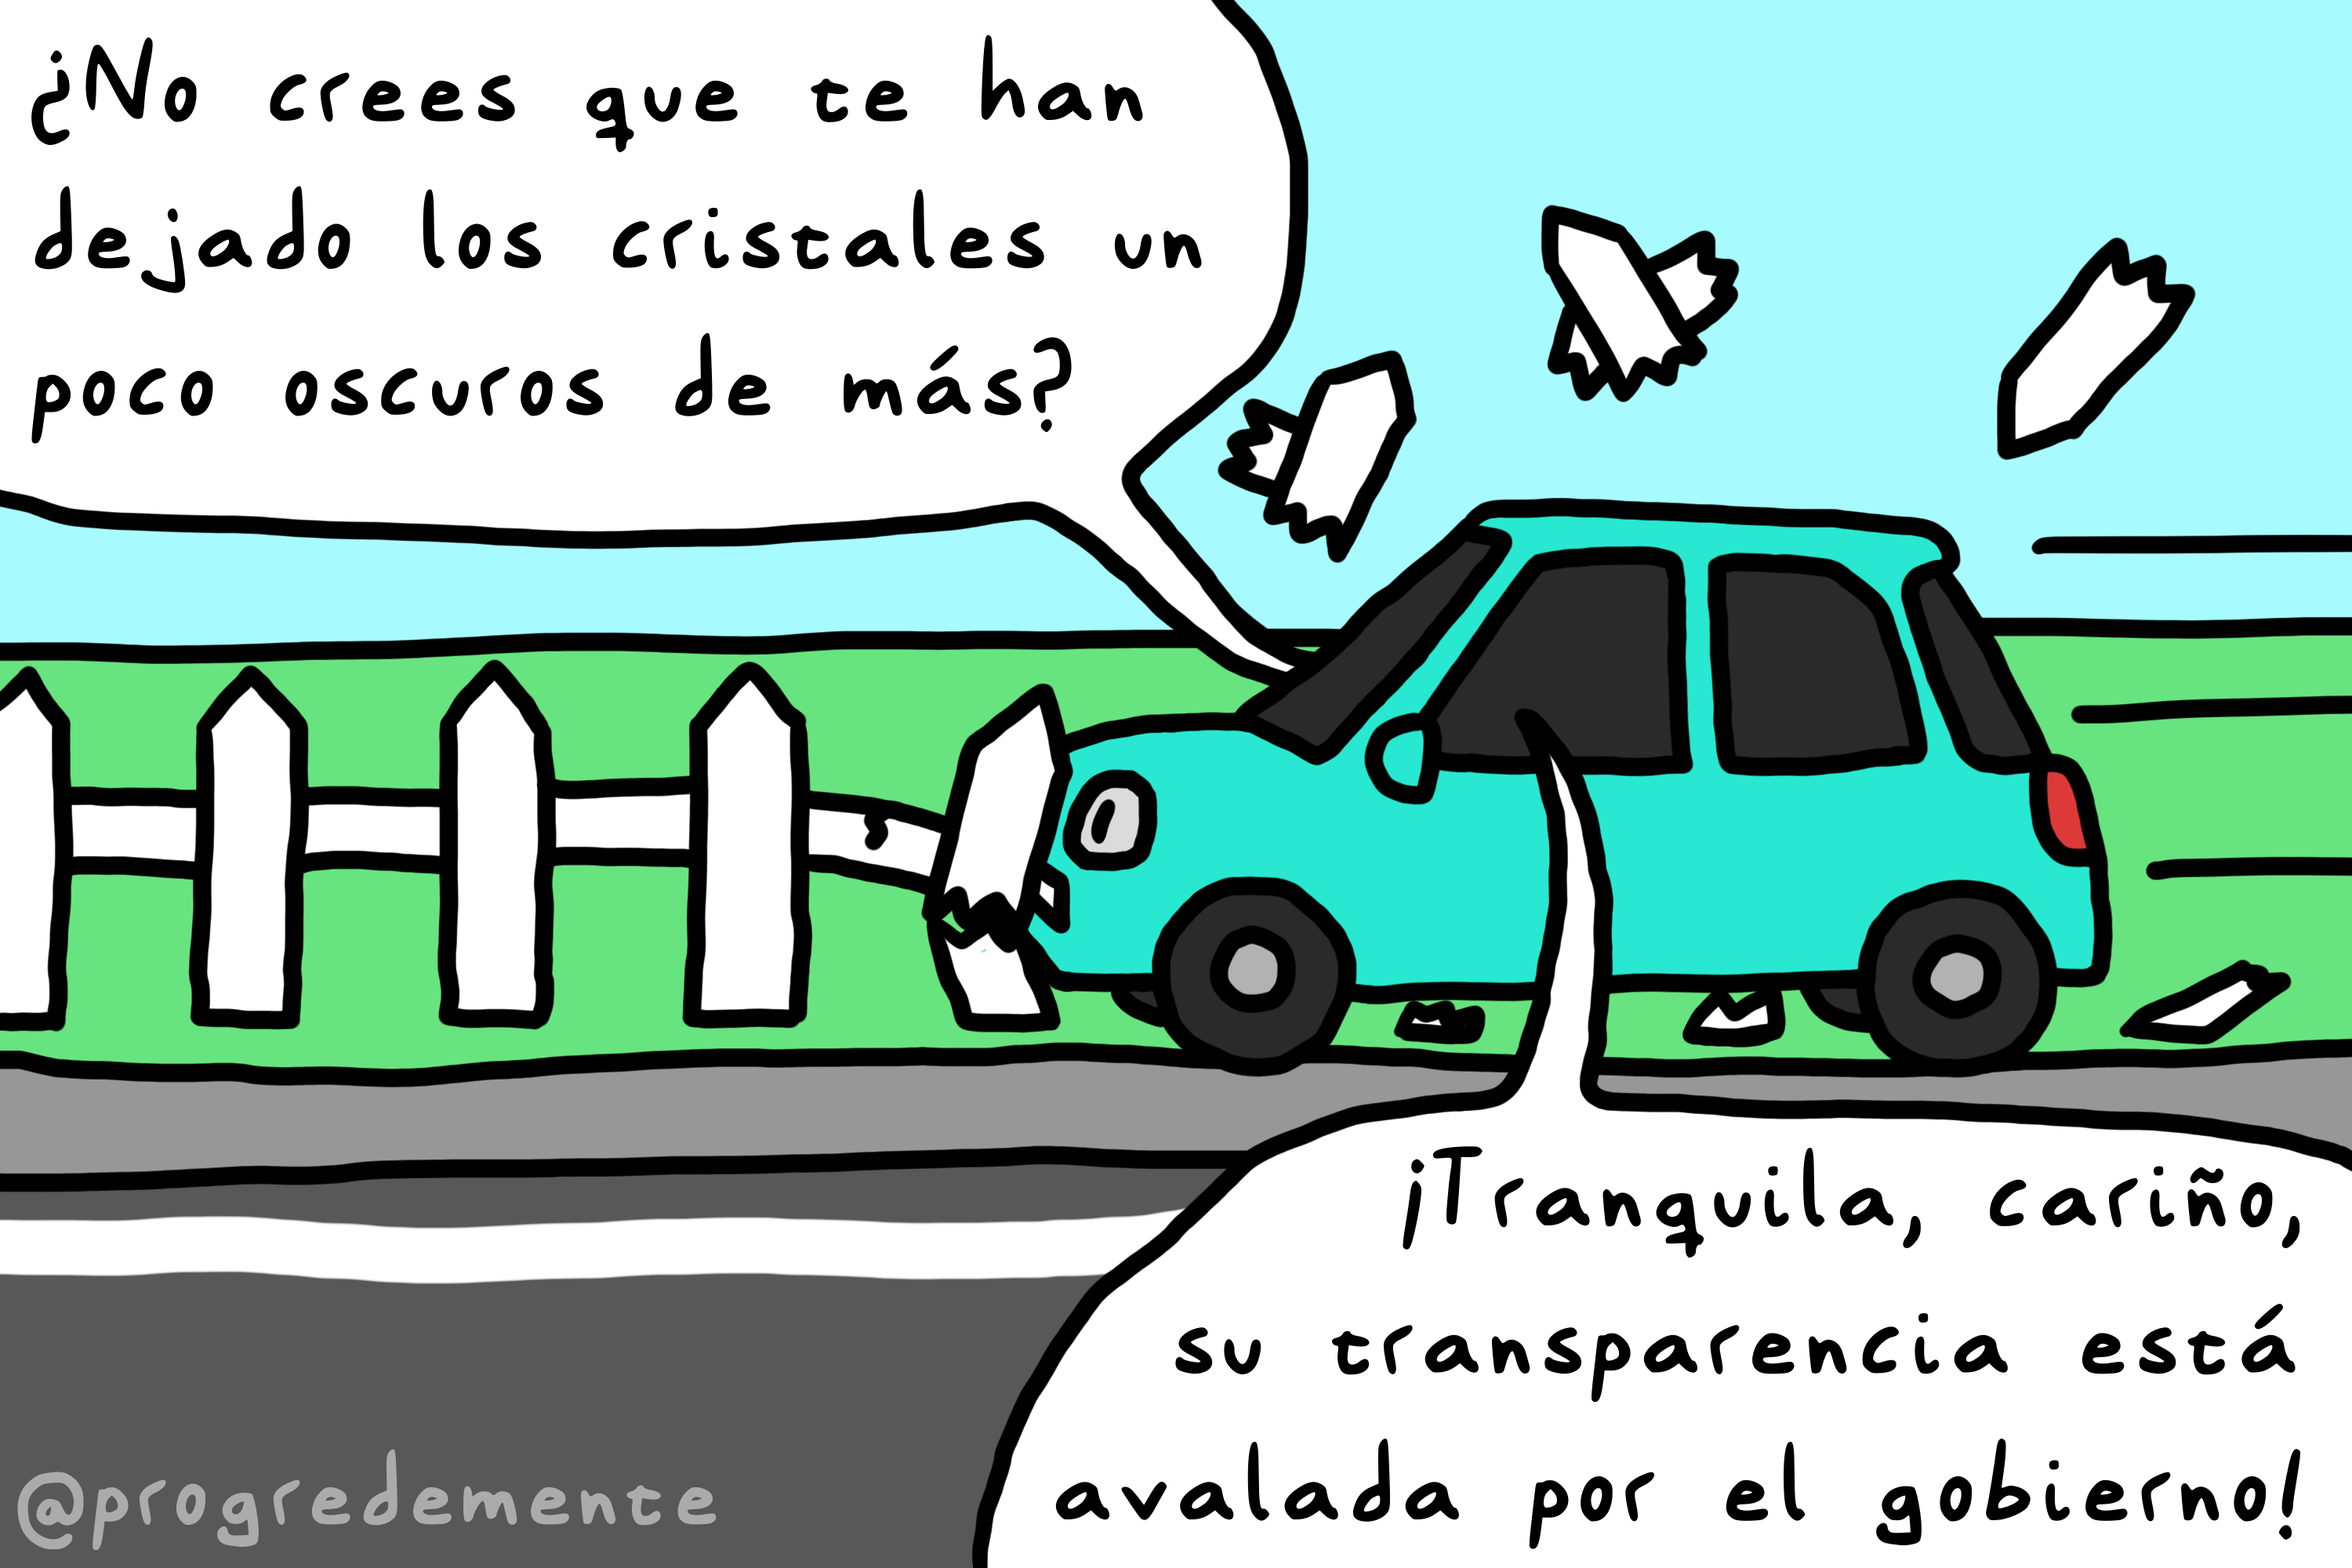 ¿No crees que te han
dejado los cristales un
poco oscuros de más?
¡Tranquila, cariño,
su transparencia está
avalada por el gobierno!
@progredemente